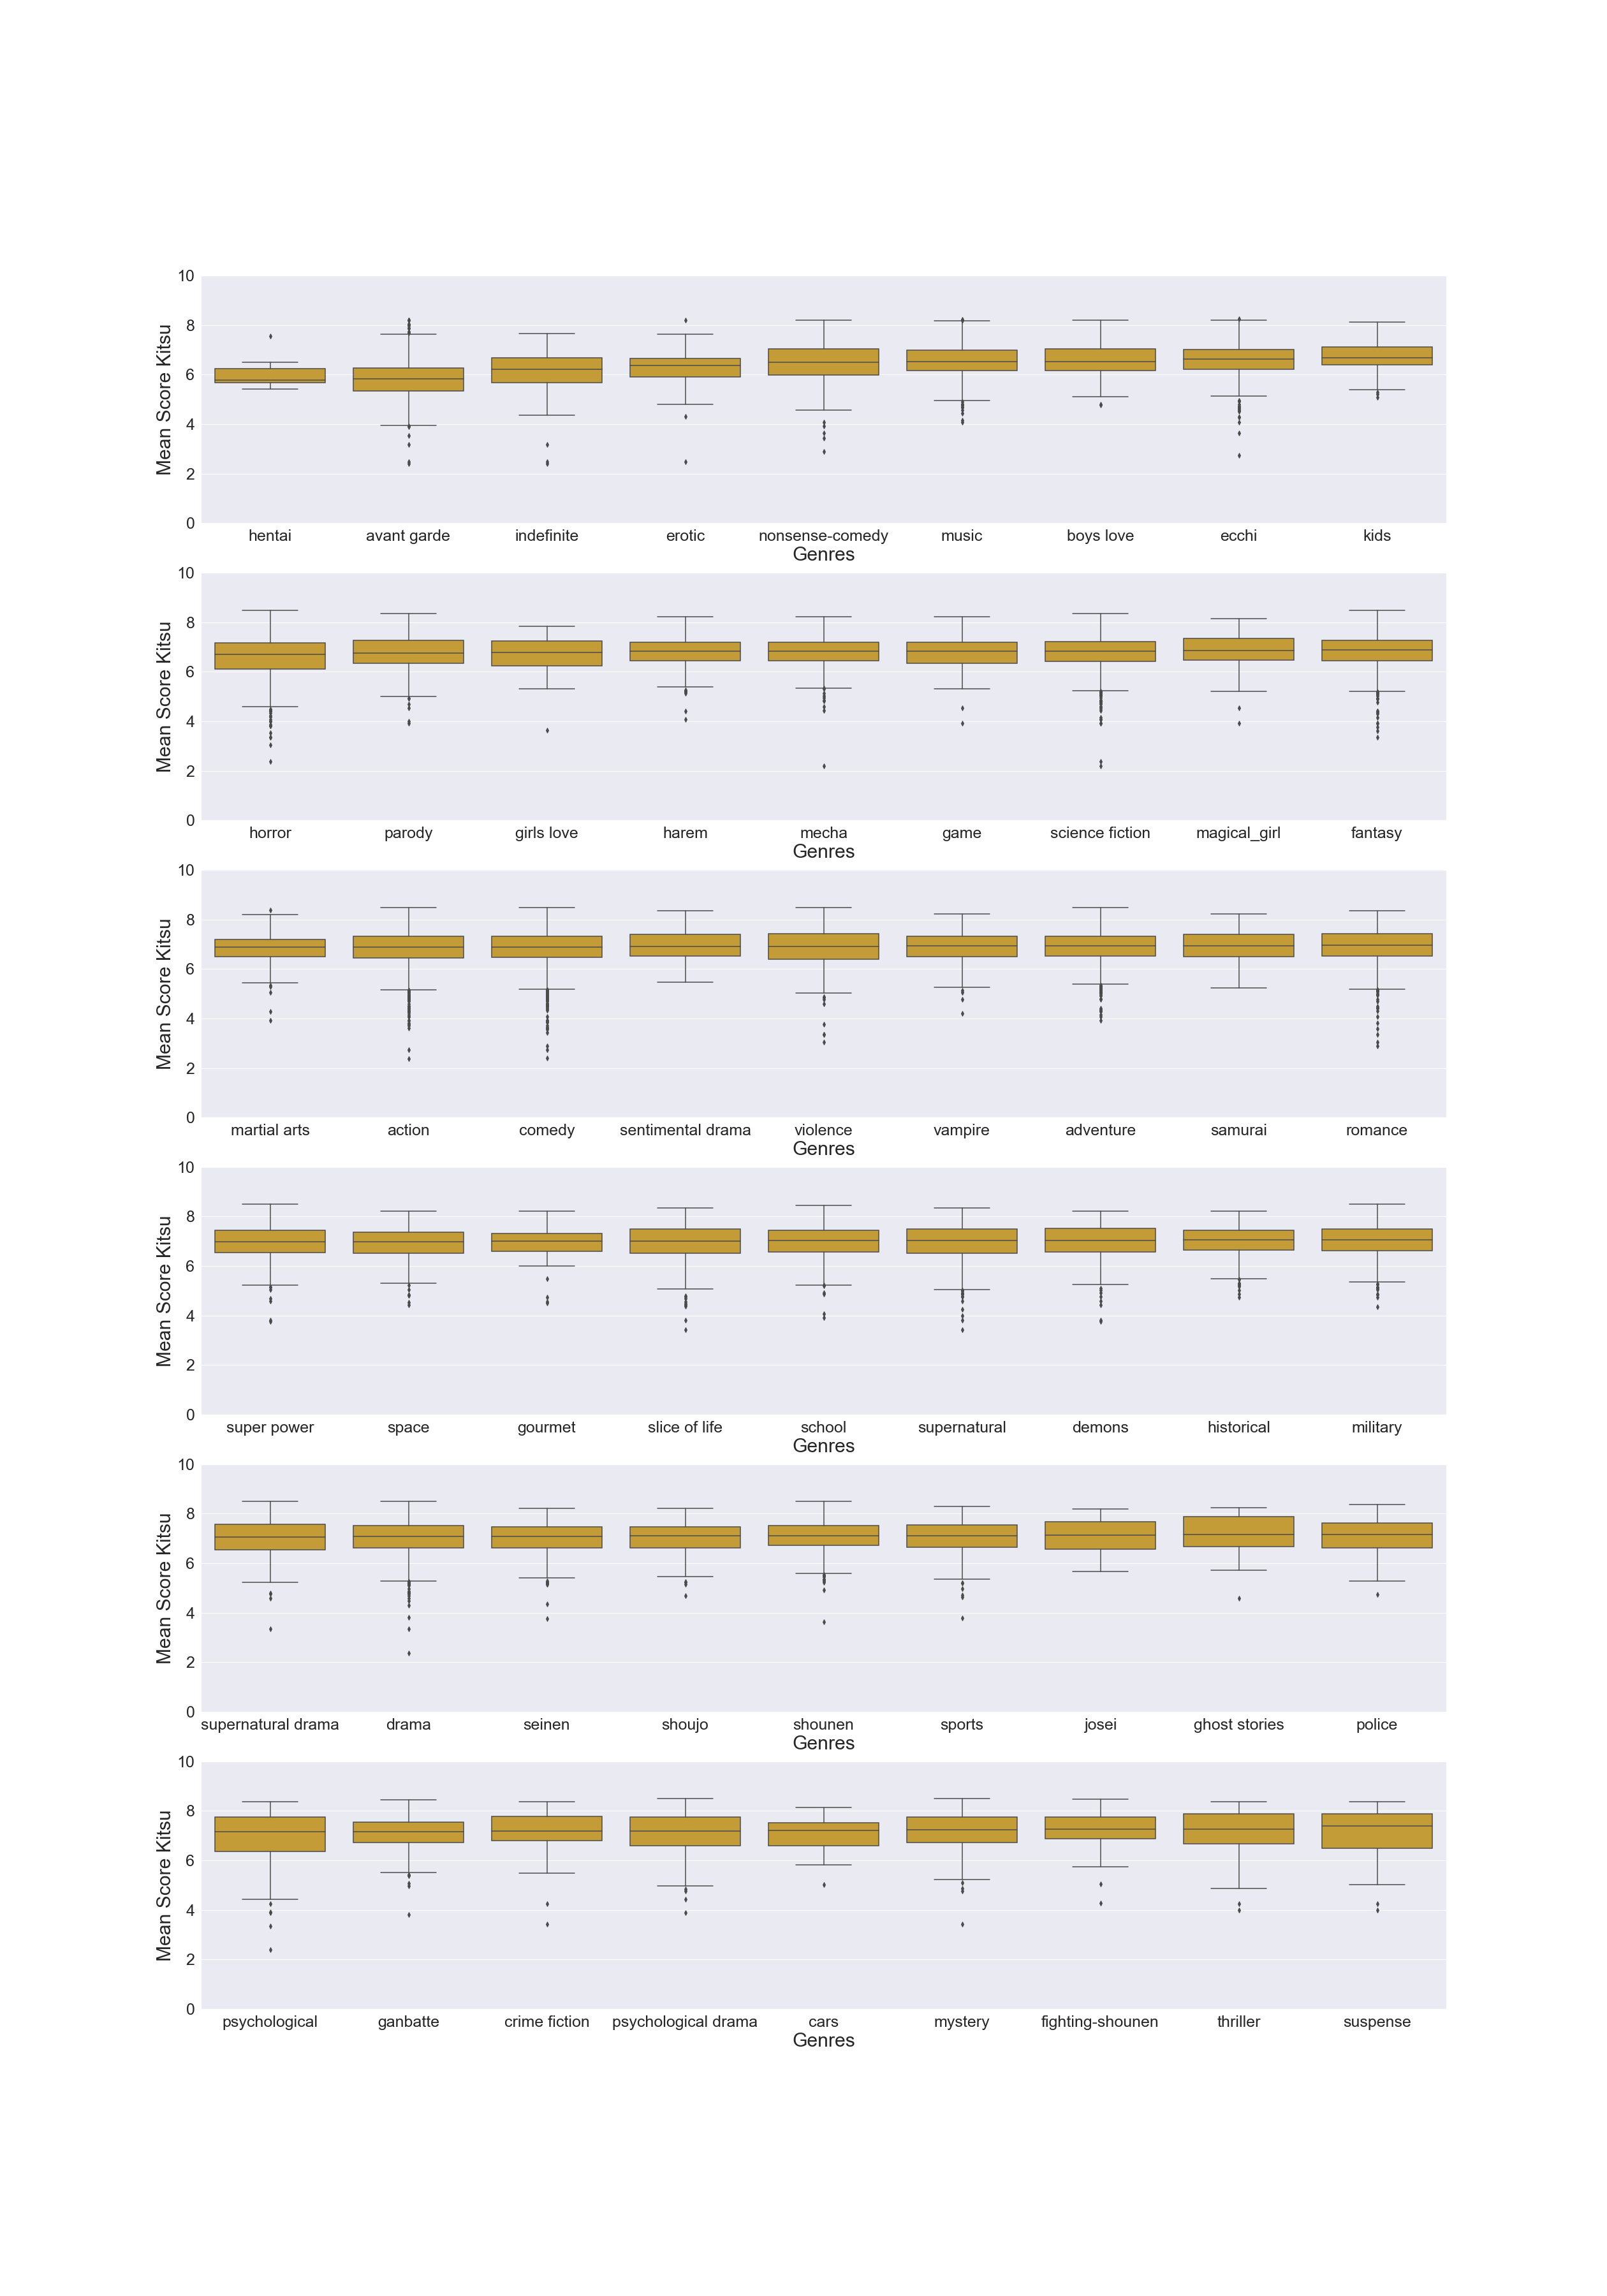 10
8
6
4
2
0
Mean Score Kitsu
hentai avant garde indefinite erotic nonsense-comedy music boys love ecchi kids
Genres
10
8
6
4
2
0
Mean Score Kitsu
horror parody girls love harem mecha game science fiction magical_girl fantasy
Genres
10
8
6
4
2
0
Mean Score Kitsu
martial arts action comedy sentimental drama violence vampire adventure samurai romance
Genres
10
8
6
4
2
0
Mean Score Kitsu
super power space gourmet slice of life school supernatural demons historical military
Genres
10
8
6
4
2
0
Mean Score Kitsu
supernatural drama drama seinen shoujo shounen sports josei ghost stories police
Genres
10
8
6
4
2
0
Mean Score Kitsu
psychological ganbatte crime fiction psychological drama cars mystery fighting-shounen thriller suspense
Genres